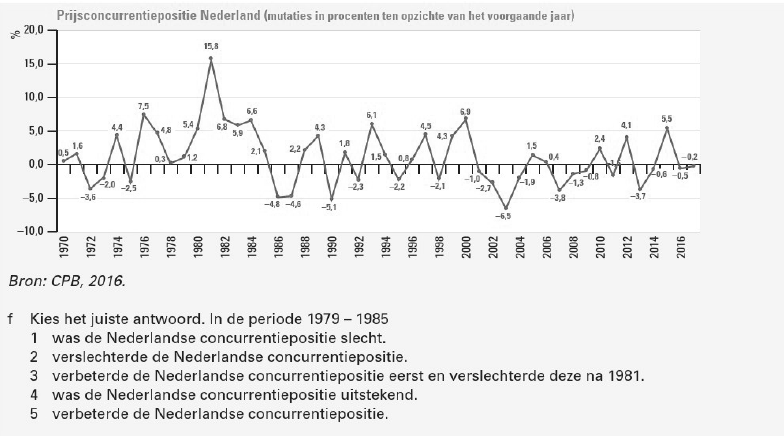 Prijsconcurrentiepositie Nederland (mutaties in procenten ten opzichte van het voorgaande jaar)
%
20,0
15,0
10,0
5,0
0,0
−5,0
−10,0
0,5 1,6 −3,6 −2,0 4,4 −2,5 7,5 4,8 0,3 1,2 5,4 15,8 6,8 5,9 6,6 2,1 −4,8 −4,6 2,2 4,3 −5,1 1,8 −2,3 6,1 1,5 −2,2 0,8 4,5 −2,1 4,3 6,9 −1,0 −2,7 −6,5 −1,9 1,5 0,4 −3,8 −1,3 −0,8 2,4 4,1 −3,7 −0,6 5,5 −0,5 −0,2
1970 1972 1974 1976 1978 1980 1982 1984 1986 1988 1990 1992 1994 1996 1998 2000 2002 2004 2006 2008 2010 2012 2014 2016
Bron: CPB, 2016.
f Kies het juiste antwoord. In de periode 1979 – 1985
1 was de Nederlandse concurrentiepositie slecht.
2 verslechterde de Nederlandse concurrentiepositie.
3 verbeterde de Nederlandse concurrentiepositie eerst en verslechterde deze na 1981.
4 was de Nederlandse concurrentiepositie uitstekend.
5 verbeterde de Nederlandse concurrentiepositie.